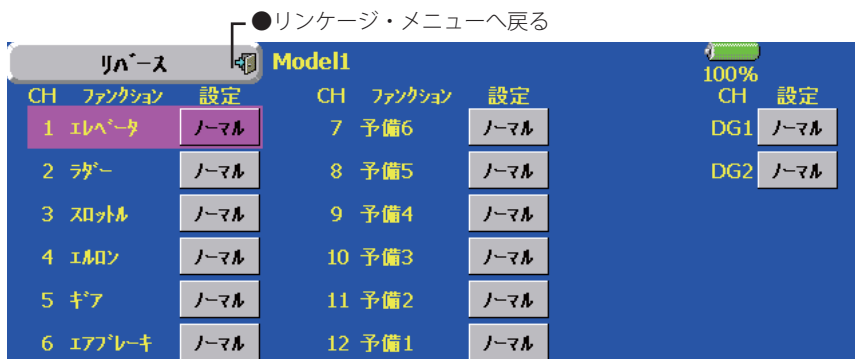 ●リンケージ・メニューへ戻る
リバース Model1 100%
CH ファンクション 設定 CH ファンクション 設定 CH 設定
1 エレベータ ノーマル 7 予備6 ノーマル DG1 ノーマル
2 ラダー ノーマル 8 予備5 ノーマル DG2 ノーマル
3 スロットル ノーマル 9 予備4 ノーマル
4 エルロン ノーマル 10 予備3 ノーマル
5 ギア ノーマル 11 予備2 ノーマル
6 エアブレーキ ノーマル 12 予備1 ノーマル